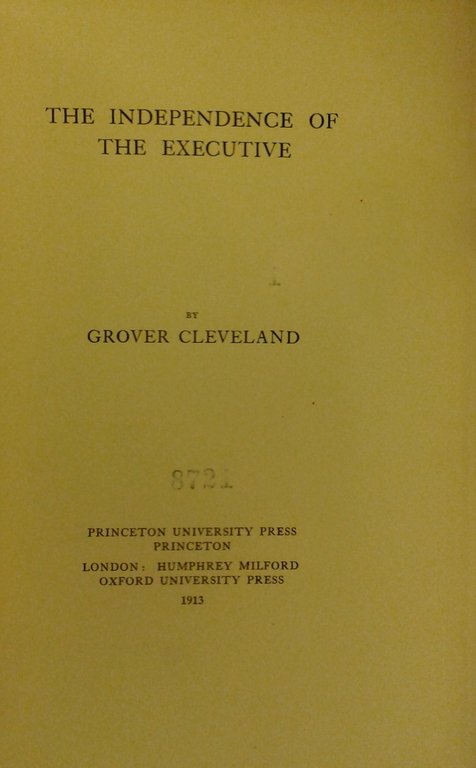 THE INDEPENDENCE OF
THE EXECUTIVE
BY
GROVER CLEVELAND
8721
PRINCETON UNIVERSITY PRESS
PRINCETON
LONDON: HUMPHREY MILFORD
OXFORD UNIVERSITY PRESS
1913